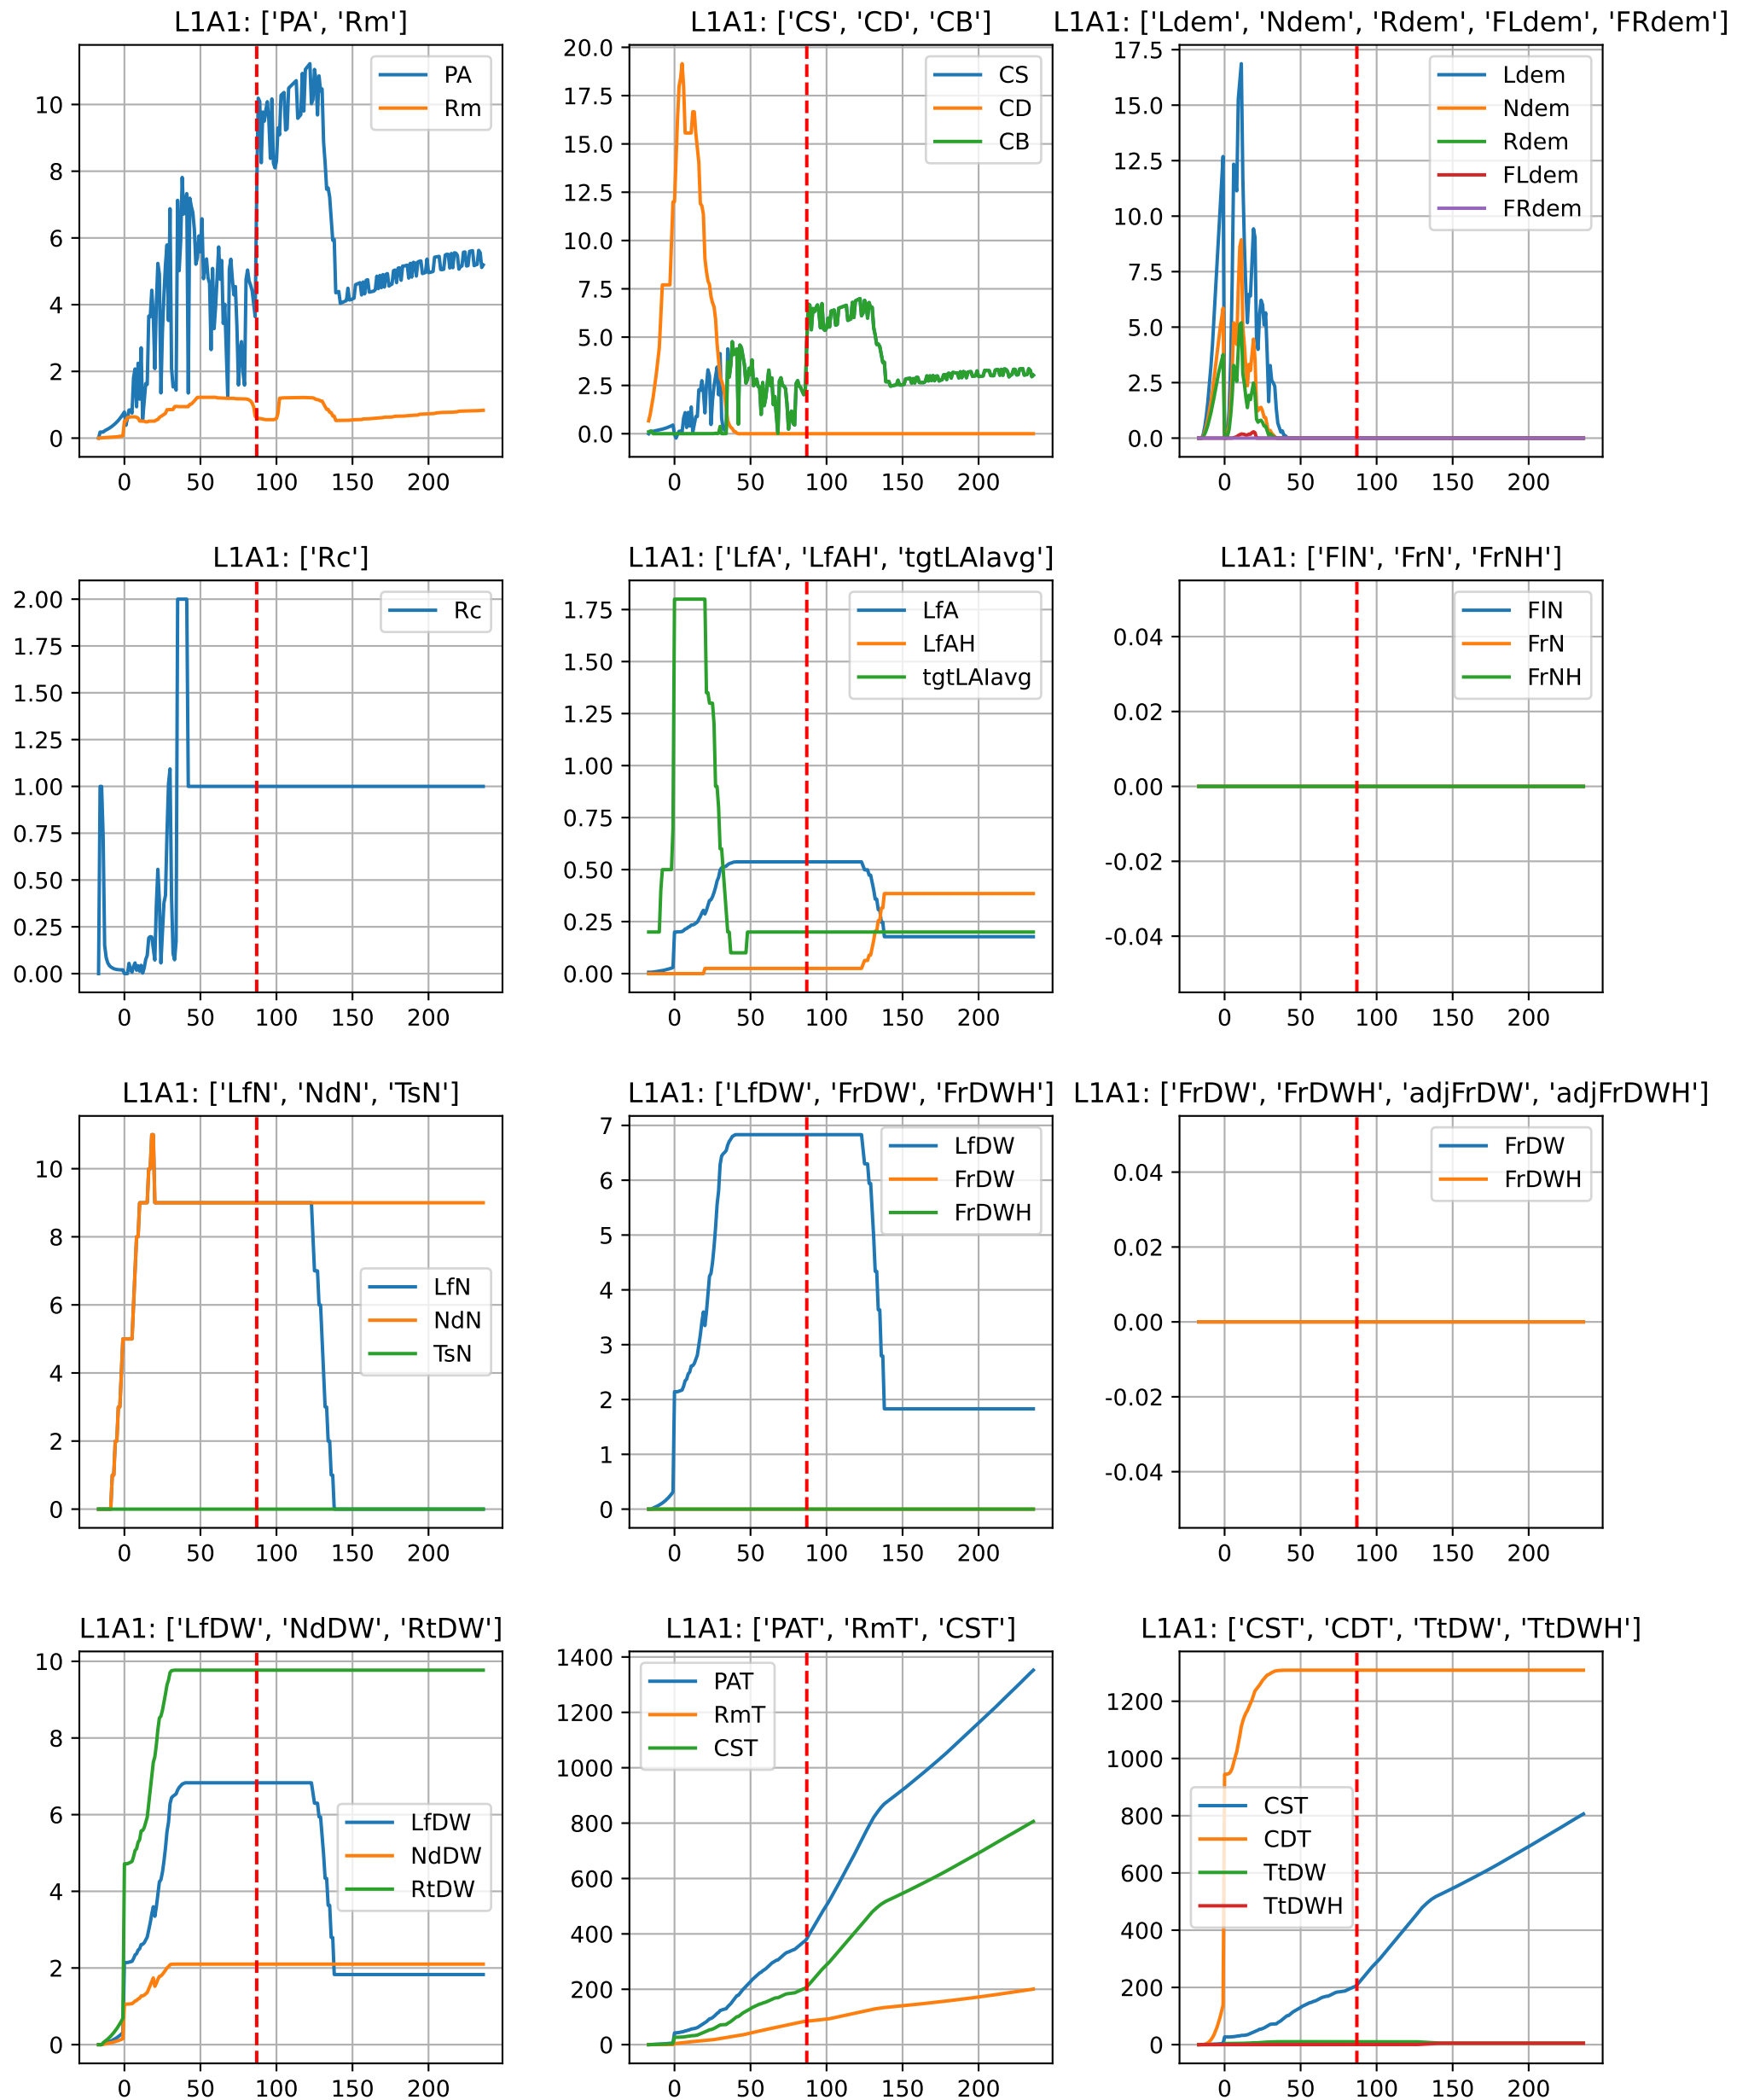 L1A1: ['PA', 'Rm']
PA
Rm
10
8
6
4
2
0
0 50 100 150 200
L1A1: ['CS', 'CD', 'CB']
CS
CD
CB
20.0
17.5
15.0
12.5
10.0
7.5
5.0
2.5
0.0
0 50 100 150 200
L1A1: ['Ldem', 'Ndem', 'Rdem', 'FLdem', 'FRdem']
Ldem
Ndem
Rdem
FLdem
FRdem
17.5
15.0
12.5
10.0
7.5
5.0
2.5
0.0
0 50 100 150 200
L1A1: ['Rc']
Rc
2.00
1.75
1.50
1.25
1.00
0.75
0.50
0.25
0.00
0 50 100 150 200
L1A1: ['LfA', 'LfAH', 'tgtLAIavg']
LfA
LfAH
tgtLAIavg
1.75
1.50
1.25
1.00
0.75
0.50
0.25
0.00
0 50 100 150 200
L1A1: ['FlN', 'FrN', 'FrNH']
FlN
FrN
FrNH
0.04
0.02
0.00
-0.02
-0.04
0 50 100 150 200
L1A1: ['LfN', 'NdN', 'TsN']
LfN
NdN
TsN
10
8
6
4
2
0
0 50 100 150 200
L1A1: ['LfDW', 'FrDW', 'FrDWH']
LfDW
FrDW
FrDWH
7
6
5
4
3
2
1
0
0 50 100 150 200
L1A1: ['FrDW', 'FrDWH', 'adjFrDW', 'adjFrDWH']
FrDW
FrDWH
0.04
0.02
0.00
-0.02
-0.04
0 50 100 150 200
L1A1: ['LfDW', 'NdDW', 'RtDW']
LfDW
NdDW
RtDW
10
8
6
4
2
0
0 50 100 150 200
L1A1: ['PAT', 'RmT', 'CST']
PAT
RmT
CST
1400
1200
1000
800
600
400
200
0
0 50 100 150 200
L1A1: ['CST', 'CDT', 'TtDW', 'TtDWH']
CST
CDT
TtDW
TtDWH
1200
1000
800
600
400
200
0
0 50 100 150 200